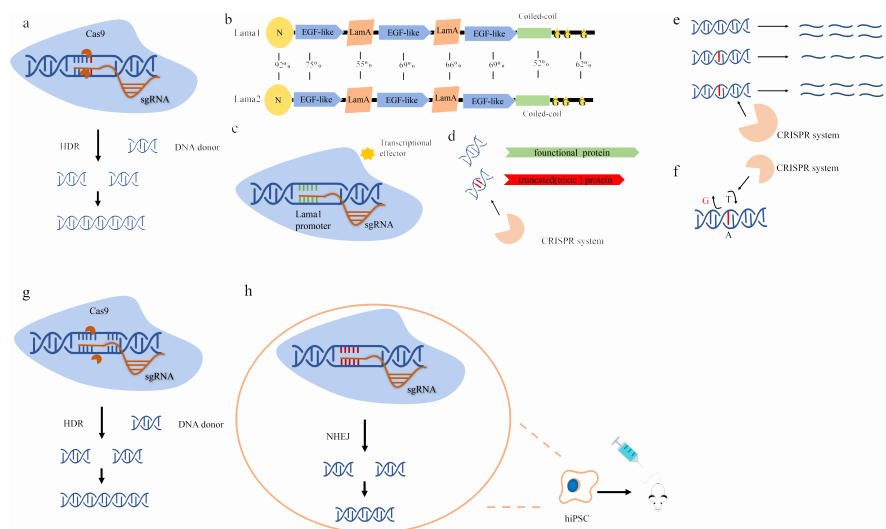 a
Cas9
sgRNA
HDR
DNA donor
b
Coiled-coil
Lama1
N
EGF-like
LamA
EGF-like
LamA
EGF-like
92%
75%
55%
69%
66%
69%
52%
62%
Lama2
N
EGF-like
LamA
EGF-like
LamA
EGF-like
Coiled-coil
c
Transcriptional
effector
Lama1
promoter
sgRNA
d
founctional protein
truncated(toxic) protein
CRISPR system
e
CRISPR system
f
CRISPR system
G
T
A
g
Cas9
sgRNA
HDR
DNA donor
h
sgRNA
NHEJ
hiPSC